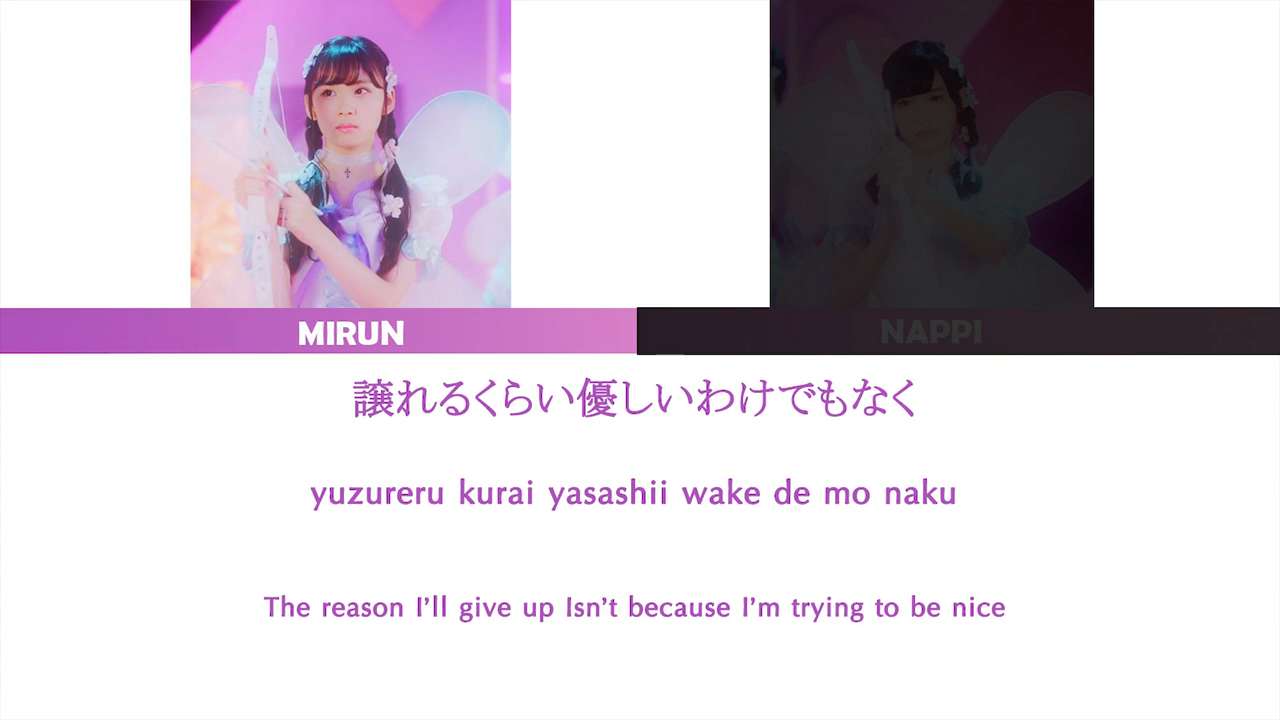 MIRUN
NAPPI
譲れるくらい優しいわけでもなく
yuzureru kurai yasashii wake de mo naku
The reason I'll give up Isn't because I'm trying to be nice